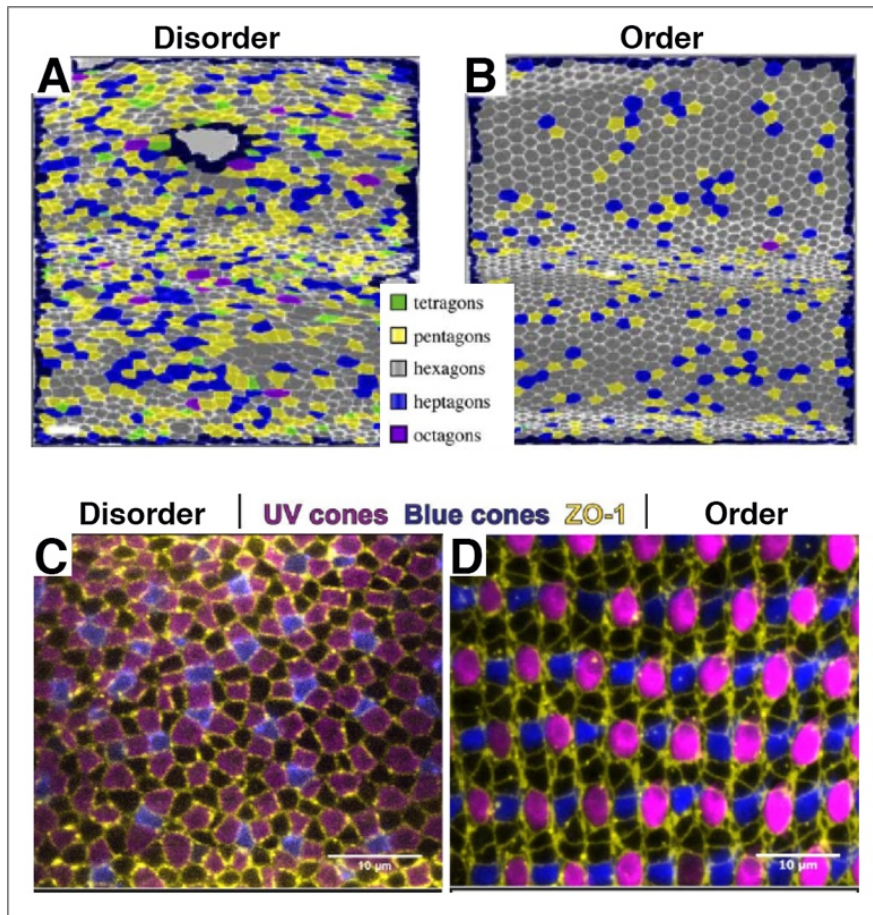 Disorder
Order
A
B
tetragons
pentagons
hexagons
heptagons
octagons
Disorder | UV cones Blue cones ZO-1 | Order
C
D
10 µm
10 µm